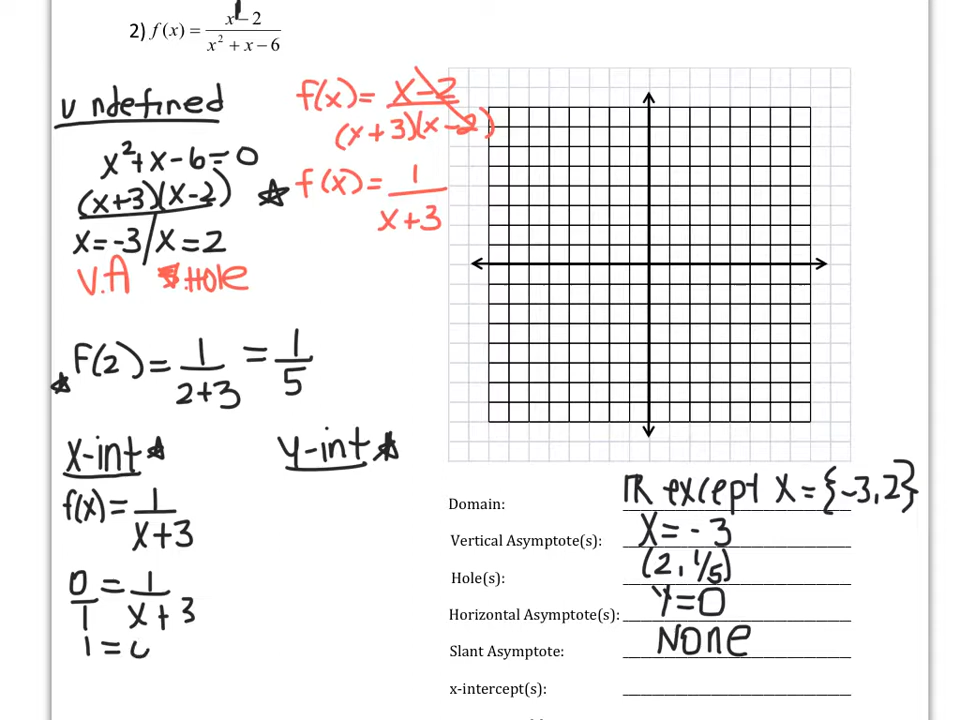 2) f(x) = x – 2 / x² + x – 6
undefined
x²+x-6=0
(x+3)(x-2)
x=-3/x=2
V.A Hole
f(x)= x-2 / (x+3)(x-2)
f(x)= 1 / x+3
F(2)= 1 / 2+3 = 1 / 5
x-int
f(x)= 1 / x+3
0 / 1 = 1 / x+3
1=0
y-int
Domain: ℝ except x={-3,2}
Vertical Asymptote(s): x=-3
Hole(s): (2, 1/5)
Horizontal Asymptote(s): y=0
Slant Asymptote: None
x-intercept(s):